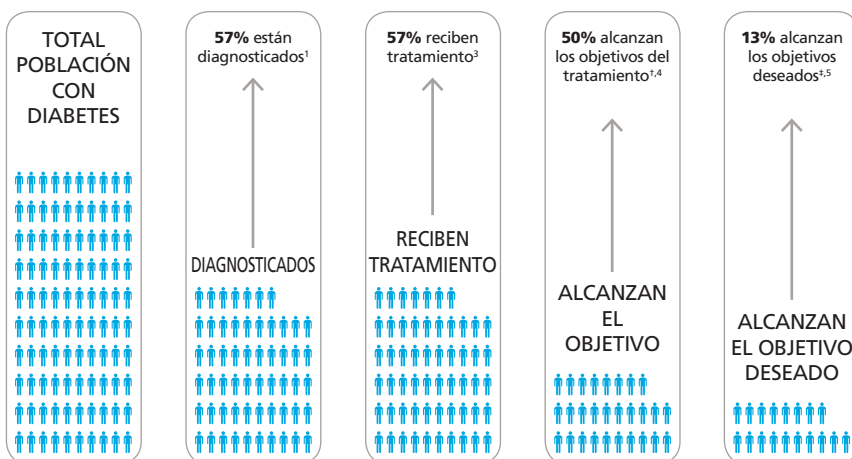 TOTAL
POBLACIÓN
CON
DIABETES
57% están
diagnosticados¹
DIAGNOSTICADOS
57% reciben
tratamiento³
RECIBEN
TRATAMIENTO
50% alcanzan
los objetivos del
tratamiento†,4
ALCANZAN
EL
OBJETIVO
13% alcanzan
los objetivos
deseados‡,5
ALCANZAN
EL OBJETIVO
DESEADO